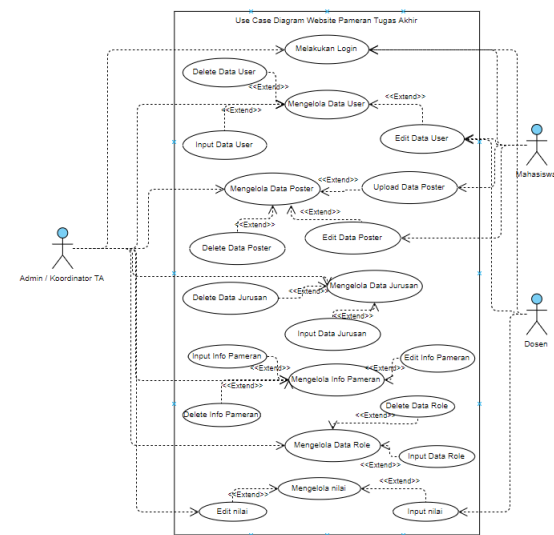 Use Case Diagram Website Pameran Tugas Akhir
Melakukan Login
Delete Data User
<<Extend>>
<<Extend>>
Mengelola Data User
<<Extend>>
Input Data User
Edit Data User
Mahasiswa
<<Extend>>
Mengelola Data Poster
Upload Data Poster
<<Extend>>
<<Extend>>
Delete Data Poster
Edit Data Poster
Admin / Koordinator TA
Mengelola Data Jurusan
<<Extend>>
Delete Data Jurusan
<<Extend>>
Input Data Jurusan
Dosen
Input Info Pameran
Edit Info Pameran
<<Extend>>
<<Extend>>
Mengelola Info Pameran
<<Extend>>
Delete Data Role
Delete Info Pameran
<<Extend>>
Mengelola Data Role
Input Data Role
<<Extend>>
<<Extend>>
Mengelola nilai
<<Extend>>
Edit nilai
Input nilai